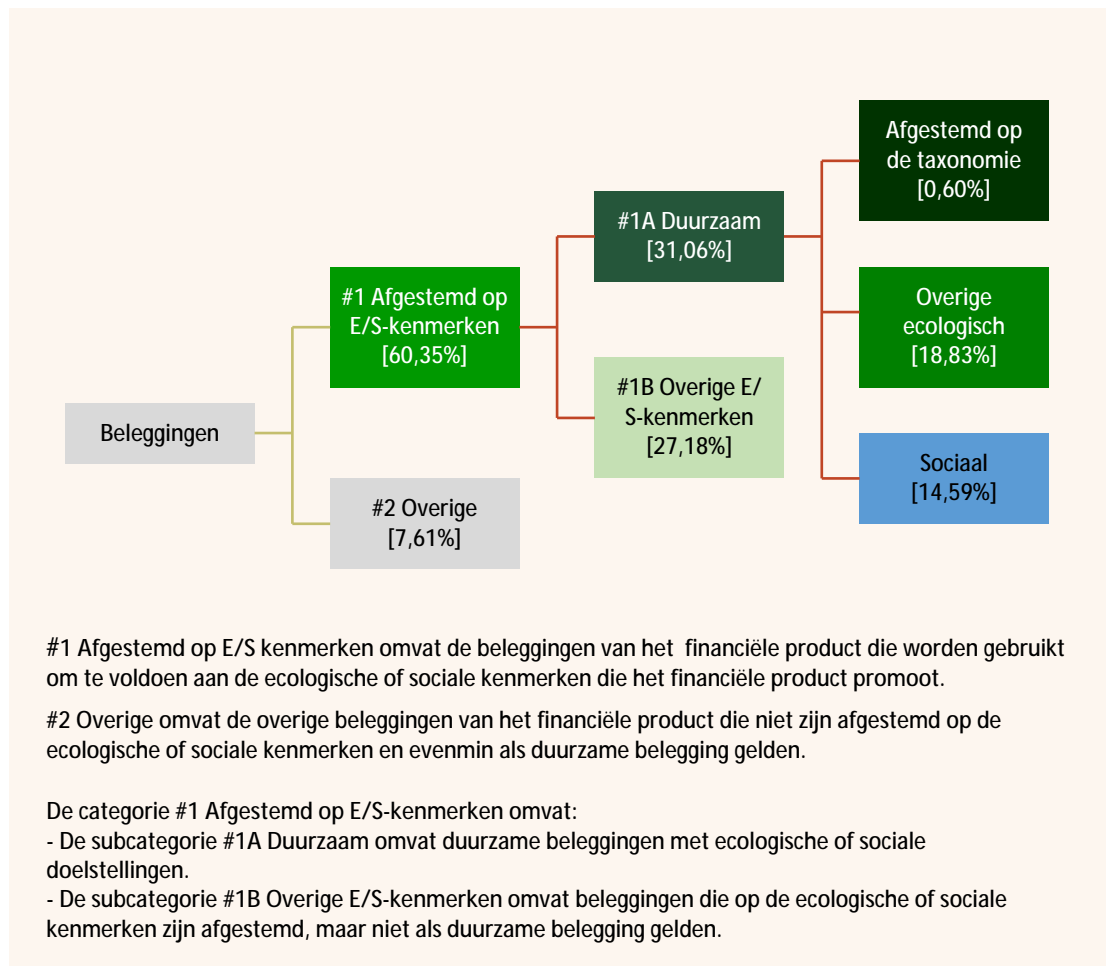 Afgestemd op
de taxonomie
[0,60%]
#1A Duurzaam
[31,06%]
#1 Afgestemd op
E/S-kenmerken
[60,35%]
Overige
ecologisch
[18,83%]
#1B Overige E/
S-kenmerken
[27,18%]
Beleggingen
Sociaal
[14,59%]
#2 Overige
[7,61%]
#1 Afgestemd op E/S kenmerken omvat de beleggingen van het  financiële product die worden gebruikt
om te voldoen aan de ecologische of sociale kenmerken die het financiële product promoot.
#2 Overige omvat de overige beleggingen van het financiële product die niet zijn afgestemd op de
ecologische of sociale kenmerken en evenmin als duurzame belegging gelden.
De categorie #1 Afgestemd op E/S-kenmerken omvat:
- De subcategorie #1A Duurzaam omvat duurzame beleggingen met ecologische of sociale
doelstellingen.
- De subcategorie #1B Overige E/S-kenmerken omvat beleggingen die op de ecologische of sociale
kenmerken zijn afgestemd, maar niet als duurzame belegging gelden.